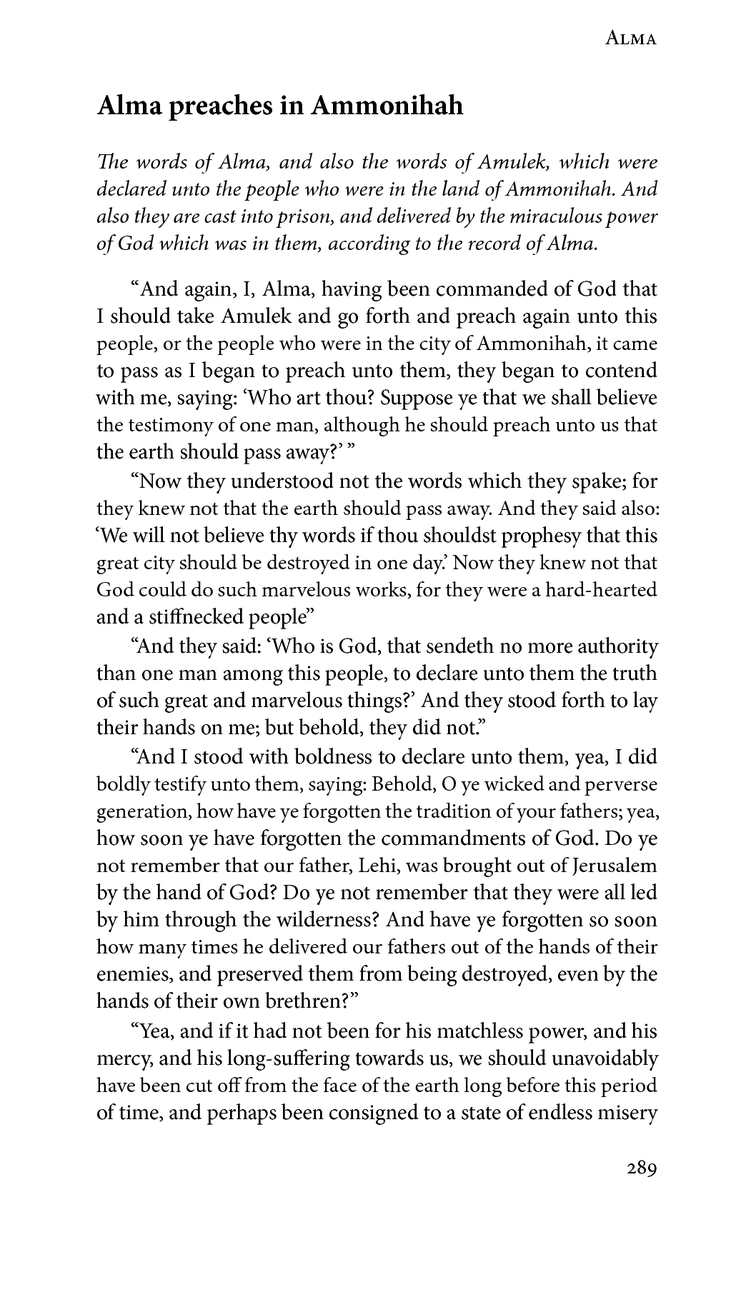 Alma
Alma preaches in Ammonihah
The words of Alma, and also the words of Amulek, which were
declared unto the people who were in the land of Ammonihah. And
also they are cast into prison, and delivered by the miraculous power
of God which was in them, according to the record of Alma.
“And again, I, Alma, having been commanded of God that
I should take Amulek and go forth and preach again unto this
people, or the people who were in the city of Ammonihah, it came
to pass as I began to preach unto them, they began to contend
with me, saying: ‘Who art thou? Suppose ye that we shall believe
the testimony of one man, although he should preach unto us that
the earth should pass away?’ ”
“Now they understood not the words which they spake; for
they knew not that the earth should pass away. And they said also:
‘We will not believe thy words if thou shouldst prophesy that this
great city should be destroyed in one day.’ Now they knew not that
God could do such marvelous works, for they were a hard-hearted
and a stiffnecked people”
“And they said: ‘Who is God, that sendeth no more authority
than one man among this people, to declare unto them the truth
of such great and marvelous things?’ And they stood forth to lay
their hands on me; but behold, they did not.”
“And I stood with boldness to declare unto them, yea, I did
boldly testify unto them, saying: Behold, O ye wicked and perverse
generation, how have ye forgotten the tradition of your fathers; yea,
how soon ye have forgotten the commandments of God. Do ye
not remember that our father, Lehi, was brought out of Jerusalem
by the hand of God? Do ye not remember that they were all led
by him through the wilderness? And have ye forgotten so soon
how many times he delivered our fathers out of the hands of their
enemies, and preserved them from being destroyed, even by the
hands of their own brethren?”
“Yea, and if it had not been for his matchless power, and his
mercy, and his long-suffering towards us, we should unavoidably
have been cut off from the face of the earth long before this period
of time, and perhaps been consigned to a state of endless misery
289